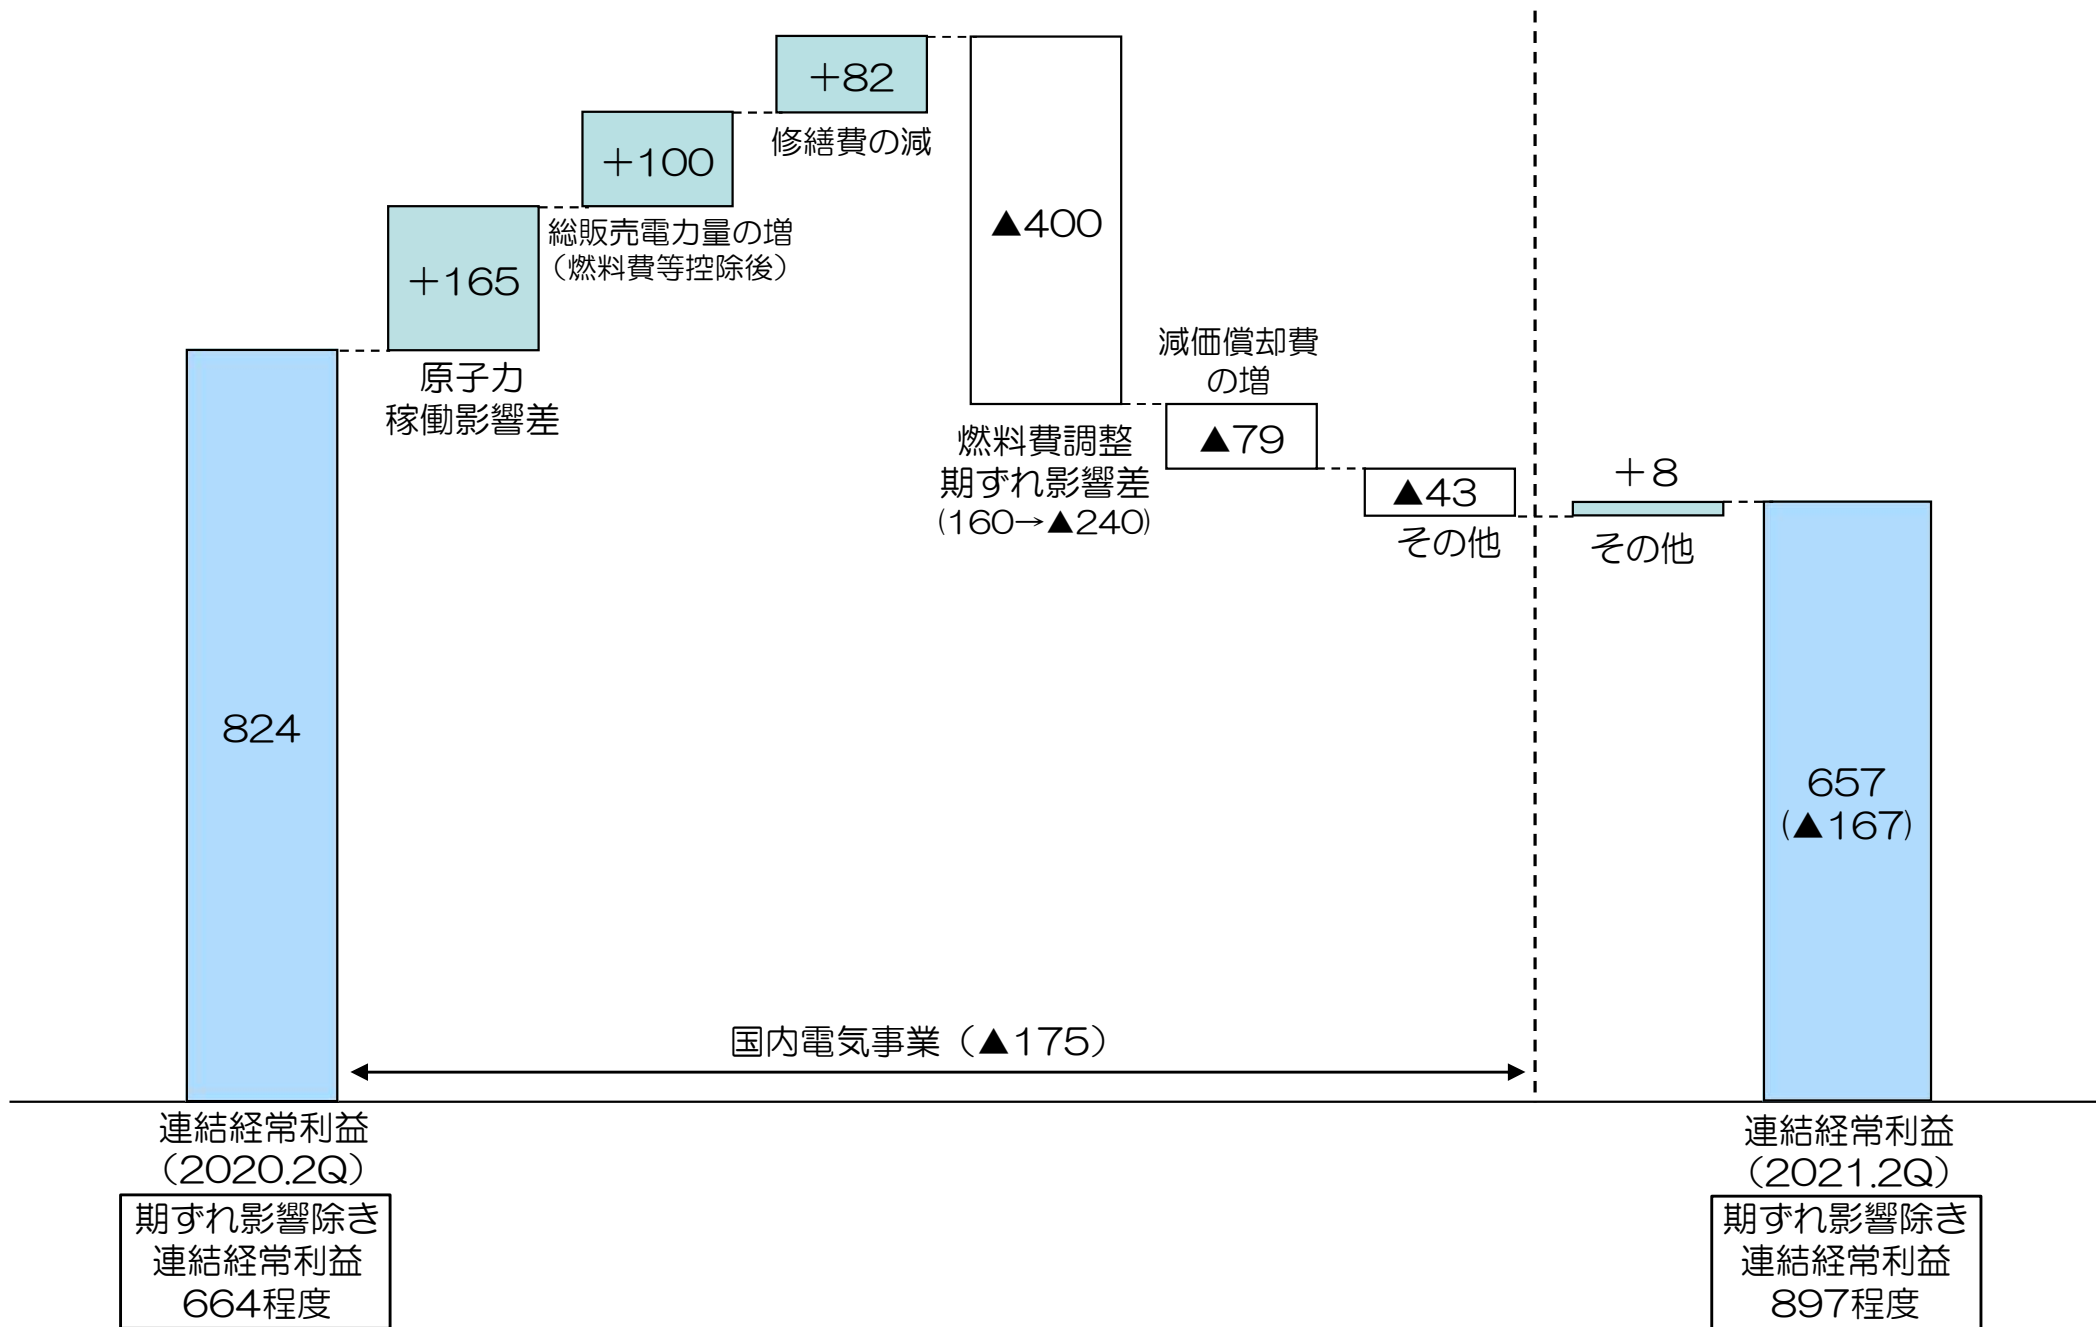 +82
修繕費の減
+100
総販売電力量の増
（燃料費等控除後）
+165
原子力
稼働影響差
▲400
燃料費調整
期ずれ影響差
(160→▲240)
減価償却費
の増
▲79
▲43
その他
+8
その他
824
657
(▲167)
国内電気事業（▲175）
連結経常利益
（2020.2Q）
期ずれ影響除き
連結経常利益
664程度
連結経常利益
（2021.2Q）
期ずれ影響除き
連結経常利益
897程度